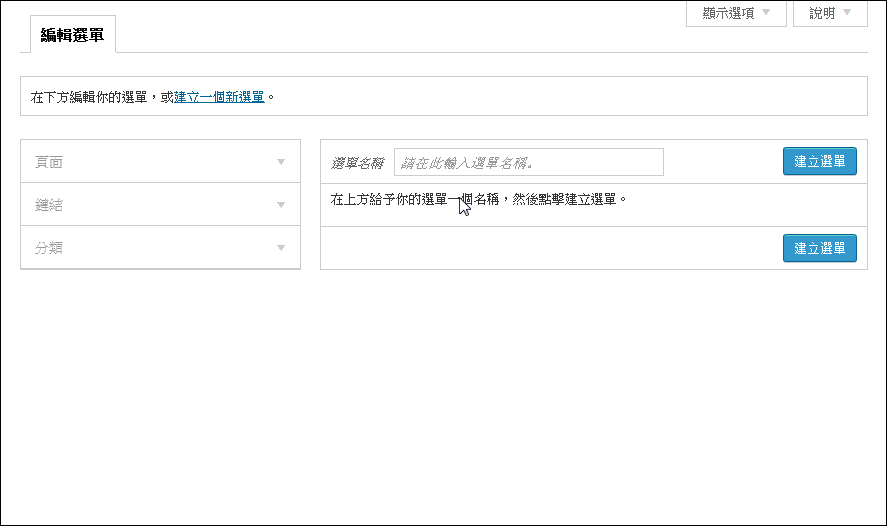 顯示選項
說明
編輯選單
在下方編輯你的選單，或建立一個新選單。
頁面
鏈結
分類
選單名稱
請在此輸入選單名稱。
建立選單
在上方給予你的選單一個名稱，然後點擊建立選單。
建立選單